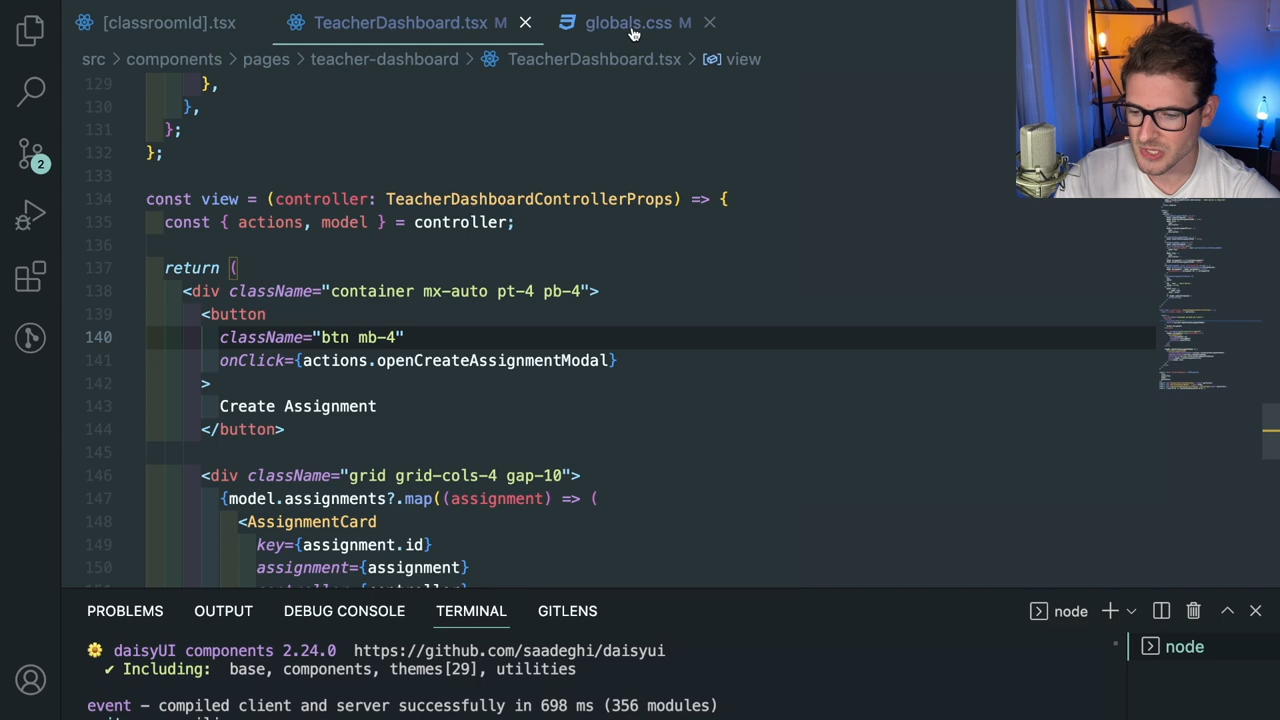 [classroomId].tsx TeacherDashboard.tsx M globals.css M
src > components > pages > teacher-dashboard > TeacherDashboard.tsx > view
129 },
130 },
131 };
132 };
133
134 const view = (controller: TeacherDashboardControllerProps) => {
135 const { actions, model } = controller;
136
137 return (
138 <div className="container mx-auto pt-4 pb-4">
139 <button
140 className="btn mb-4"
141 onClick={actions.openCreateAssignmentModal}
142 >
143 Create Assignment
144 </button>
145
146 <div className="grid grid-cols-4 gap-10">
147 {model.assignments?.map((assignment) => (
148 <AssignmentCard
149 key={assignment.id}
150 assignment={assignment}
2
PROBLEMS OUTPUT DEBUG CONSOLE TERMINAL GITLENS
node
node
daisyUI components 2.24.0 https://github.com/saadeghi/daisyui
✔ Including: base, components, themes[29], utilities
event – compiled client and server successfully in 698 ms (356 modules)